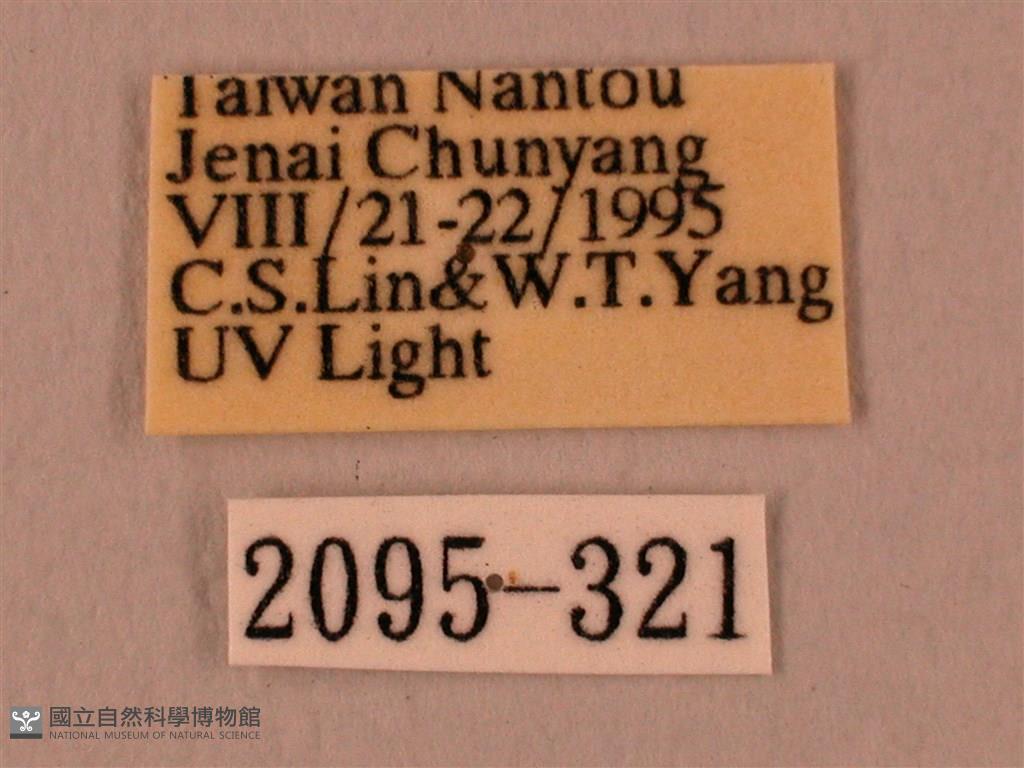 Taiwan Nantou
Jenai Chunyang
VIII/21-22/1995
C.S.Lin&W.T.Yang
UV Light
2095-321
國立自然科學博物館
NATIONAL MUSEUM OF NATURAL SCIENCE